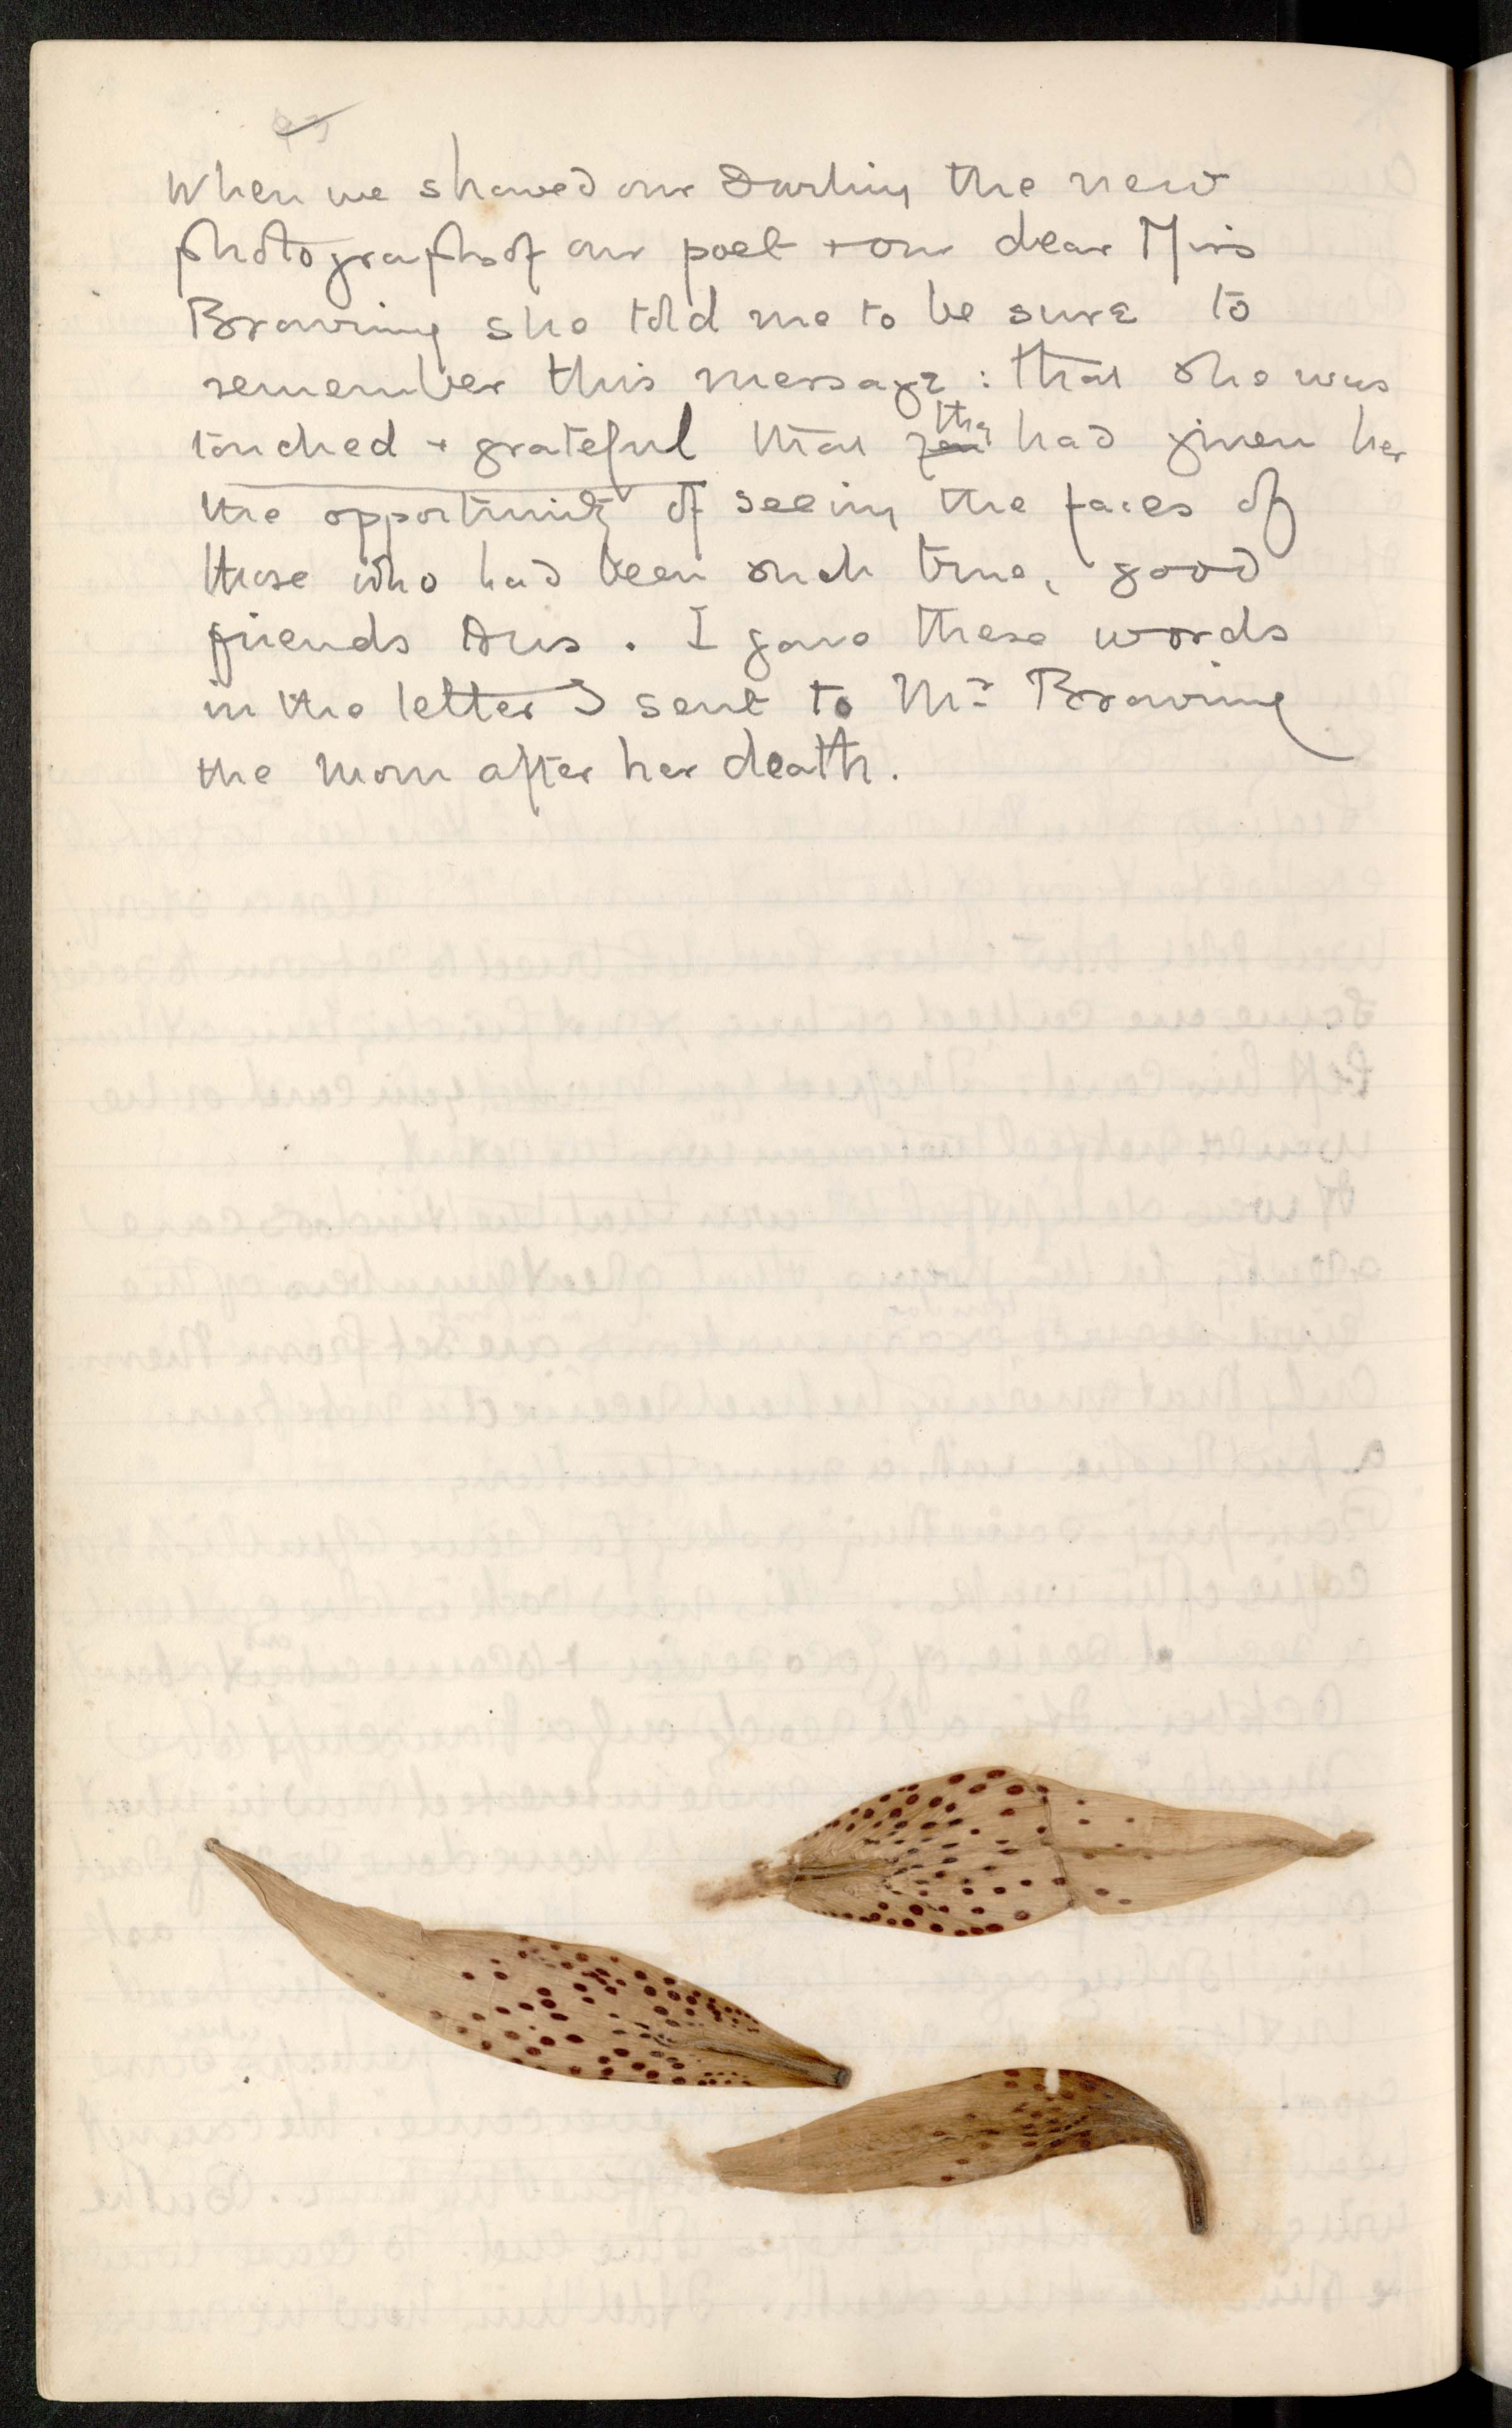 When we showed our Darling the new
photographs of our poet + our dear Miss
Browning she told me to be sure to
remember this message: that she was
touched + grateful that they had given her
the opportunity of seeing the faces of
those who had been such true, good
friends to us. I gave these words
in the letter I sent to Mr Browning
the morn after her death.